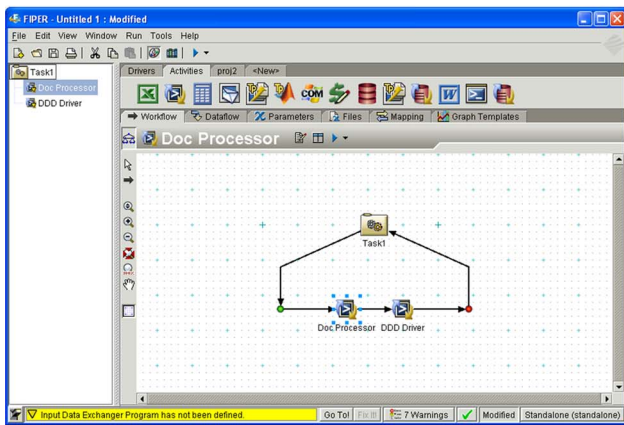 FIPER - Untitled 1 : Modified
File Edit View Window Run Tools Help
Task1
Doc Processor
DDD Driver
Drivers Activities proj2 <New>
COM
W
Workflow Dataflow Parameters Files Mapping Graph Templates
Doc Processor
Task1
Doc Processor DDD Driver
Input Data Exchanger Program has not been defined. Go To! Fix It! 7 Warnings Modified Standalone (standalone)